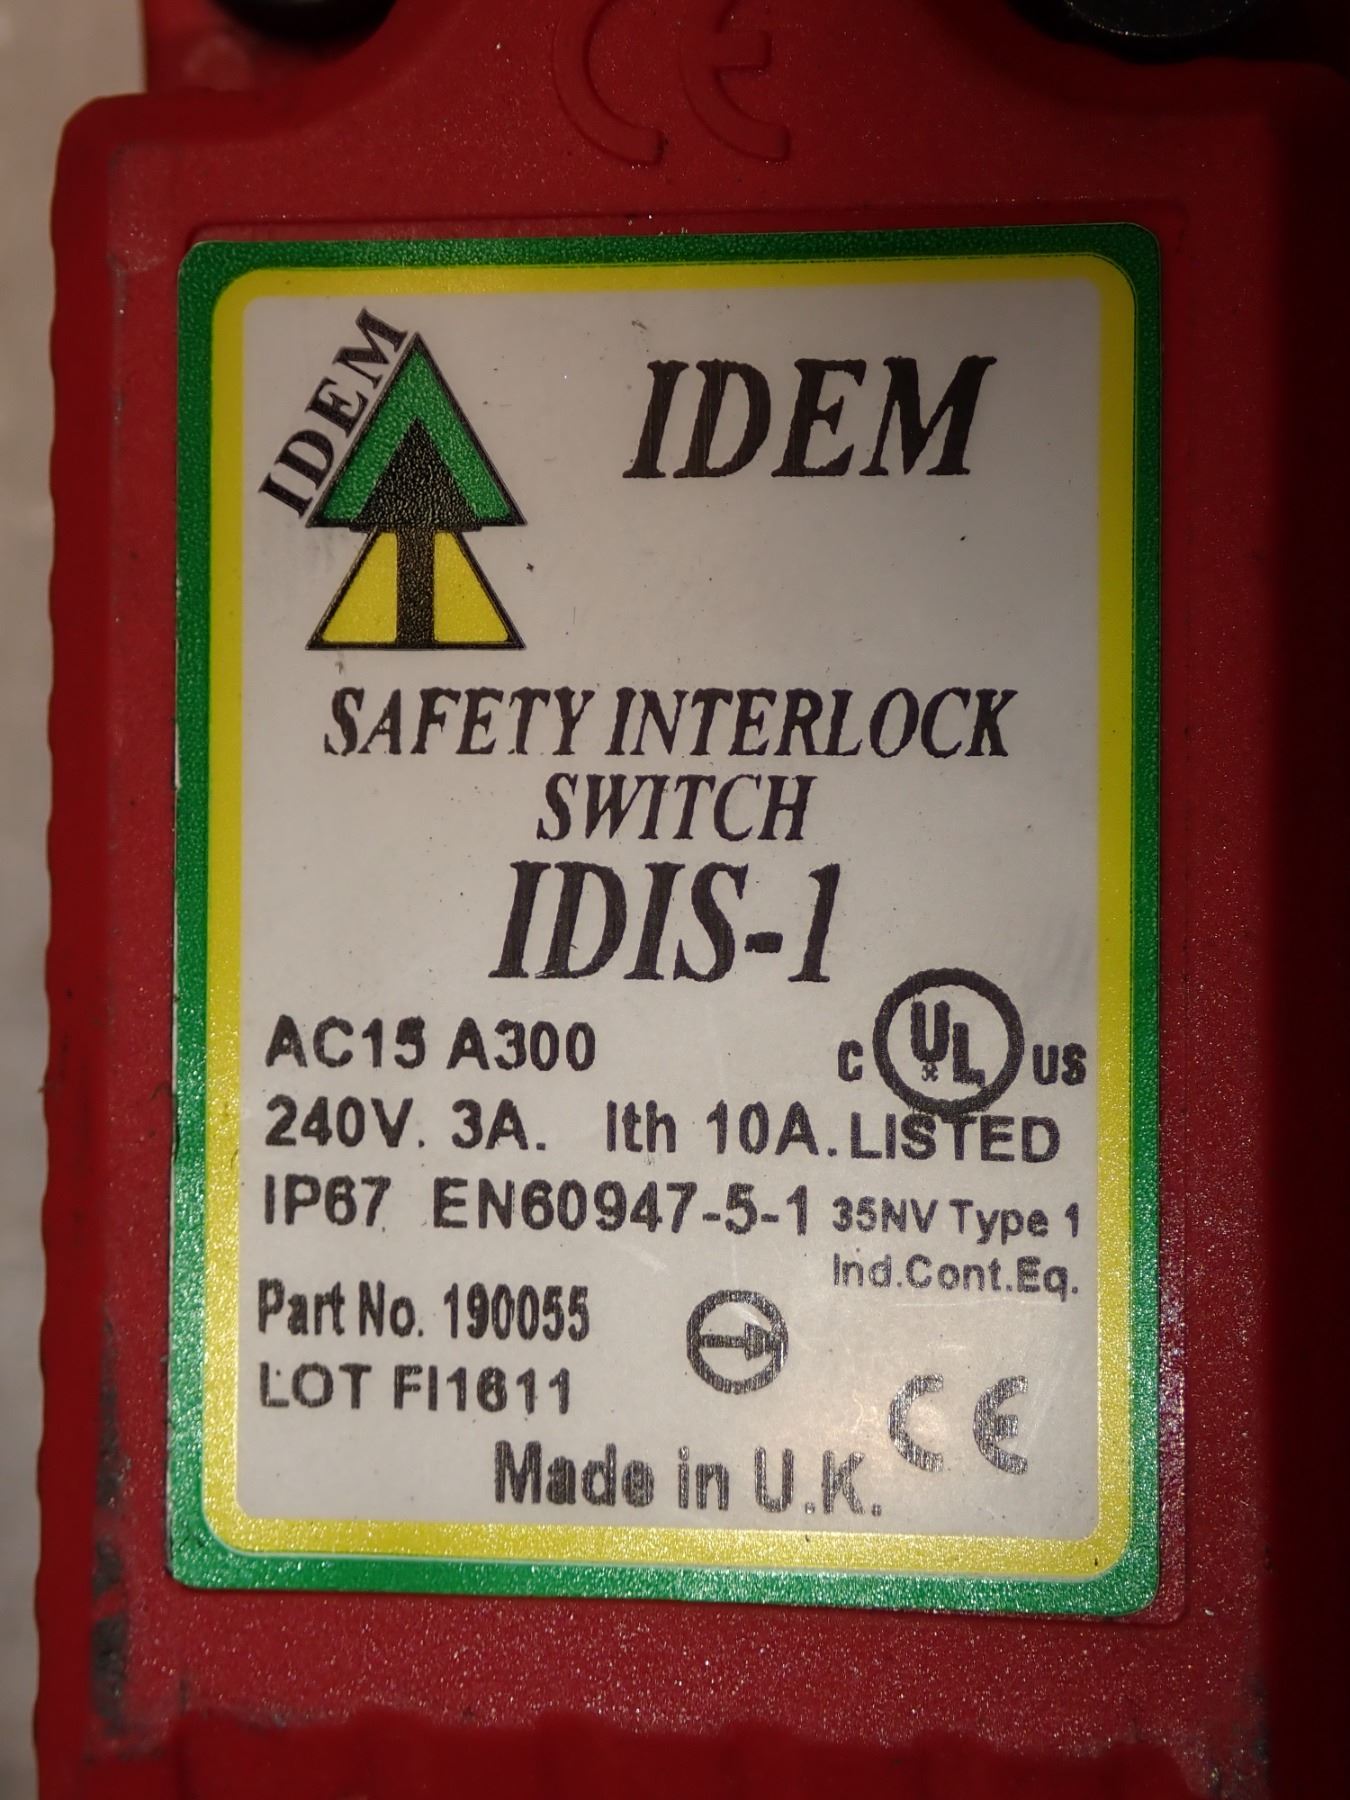 CE
IDEM
IDEM
SAFETY INTERLOCK
SWITCH
IDIS-1
AC15 A300
C UL US
240V. 3A. Ith 10A. LISTED
IP67 EN60947-5-1 35NV Type 1
Ind.Cont.Eq.
Part No. 190055
LOT FI1611
CE
Made in U.K.